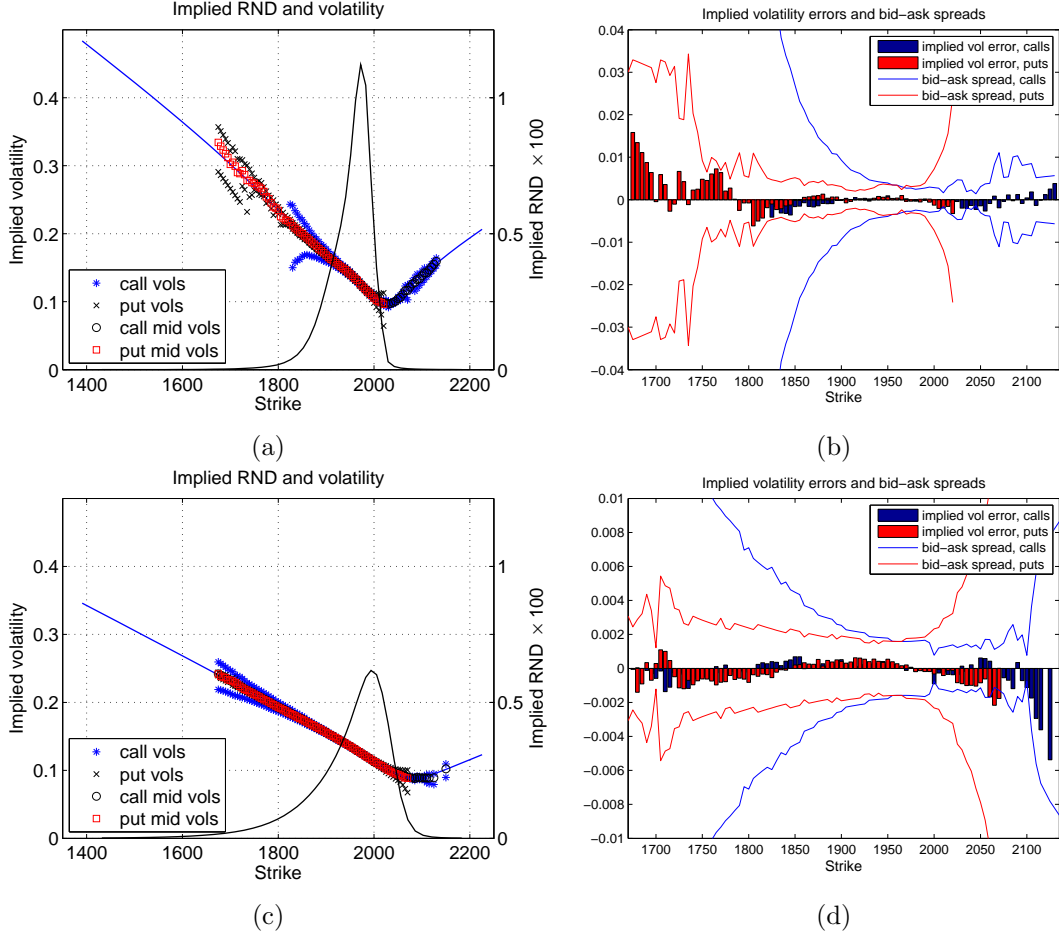 Implied RND and volatility
0.4
0.3
0.2
0.1
0
Implied volatility
1
0.5
0
Implied RND × 100
call vols
put vols
call mid vols
put mid vols
1400 1600 1800 2000 2200
Strike
(a)
Implied volatility errors and bid−ask spreads
0.04
0.03
0.02
0.01
0
−0.01
−0.02
−0.03
−0.04
implied vol error, calls
implied vol error, puts
bid−ask spread, calls
bid−ask spread, puts
1700 1750 1800 1850 1900 1950 2000 2050 2100
Strike
(b)
Implied RND and volatility
0.4
0.3
0.2
0.1
0
Implied volatility
1
0.5
0
Implied RND × 100
call vols
put vols
call mid vols
put mid vols
1400 1600 1800 2000 2200
Strike
(c)
Implied volatility errors and bid−ask spreads
0.01
0.008
0.006
0.004
0.002
0
−0.002
−0.004
−0.006
−0.008
−0.01
implied vol error, calls
implied vol error, puts
bid−ask spread, calls
bid−ask spread, puts
1700 1750 1800 1850 1900 1950 2000 2050 2100
Strike
(d)